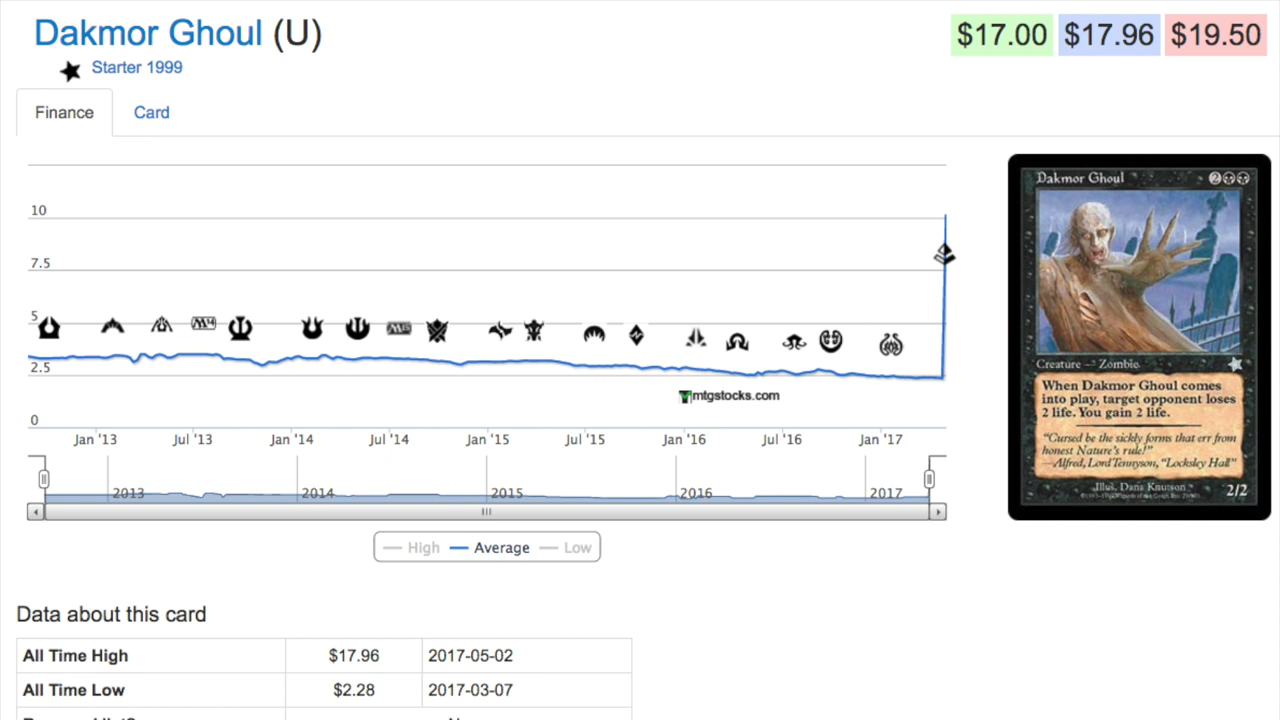 Dakmor Ghoul (U)
$17.00 $17.96 $19.50
Starter 1999
Finance Card
10
7.5
5
2.5
0
mtgstocks.com
Jan '13 Jul '13 Jan '14 Jul '14 Jan '15 Jul '15 Jan '16 Jul '16 Jan '17
2013 2014 2015 2016 2017
High Average Low
Dakmor Ghoul 2
Creature — Zombie
When Dakmor Ghoul comes
into play, target opponent loses
2 life. You gain 2 life.
"Cursed be the sickly forms that err from
honest Nature's rule!"
—Alfred, Lord Tennyson, "Locksley Hall"
Illus. Dana Knutson
2/2
Data about this card
All Time High $17.96 2017-05-02
All Time Low $2.28 2017-03-07